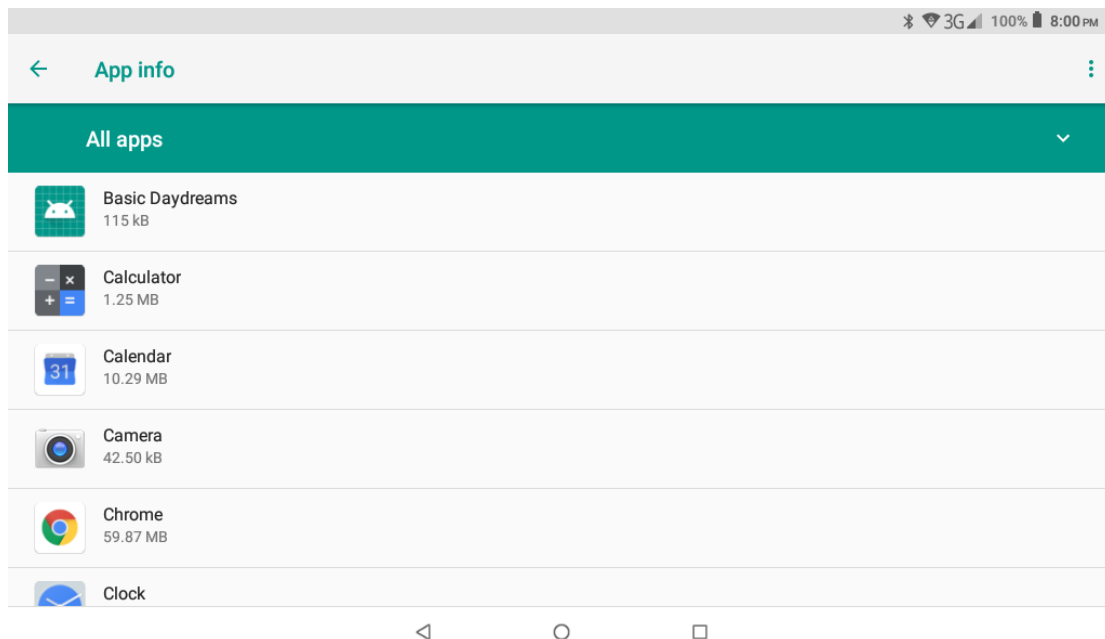 3G 100% 8:00 PM
App info
All apps
Basic Daydreams
115 kB
Calculator
1.25 MB
31
Calendar
10.29 MB
Camera
42.50 kB
Chrome
59.87 MB
Clock